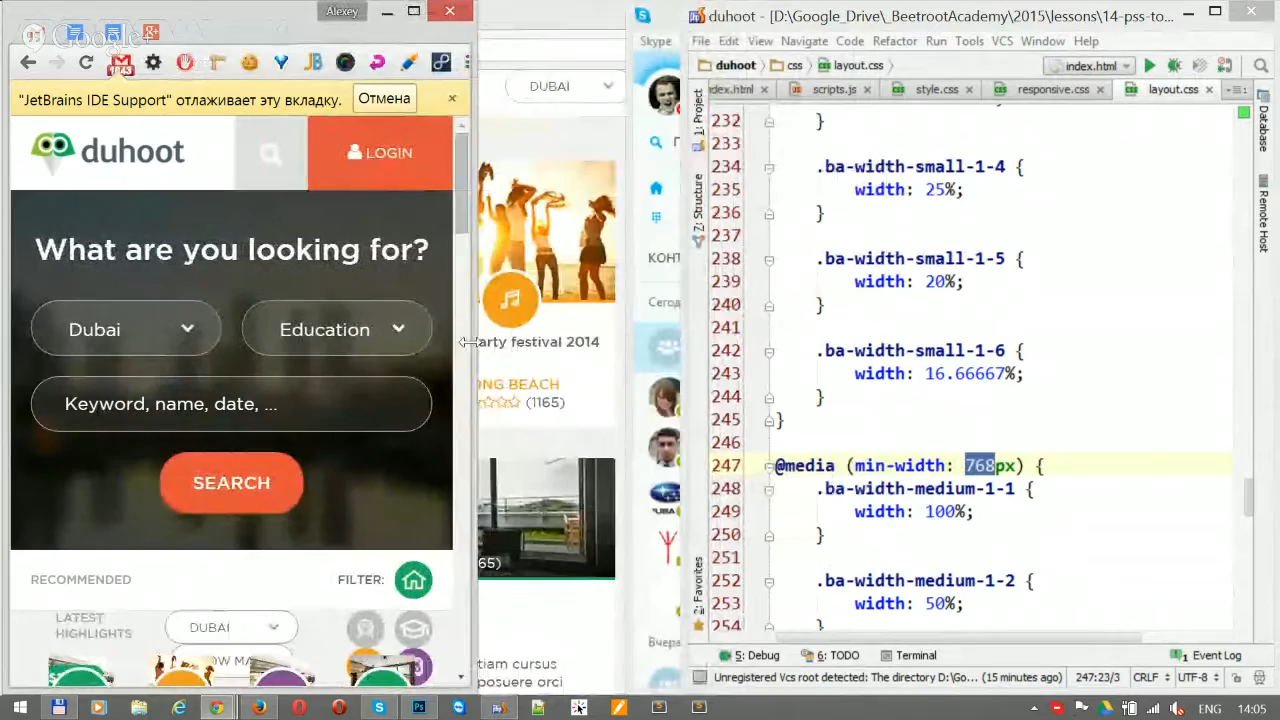 Google+
Alexey
1043
"JetBrains IDE Support" отлаживает эту вкладку.
Отмена
duhoot
LOGIN
What are you looking for?
Dubai
Education
Keyword, name, date, ...
SEARCH
RECOMMENDED
FILTER:
LATEST
HIGHLIGHTS
DUBAI
DUBAI
arty festival 2014
NG BEACH
(1165)
65)
tiam cursus
posuere orci
Skype
КОНТ
Сегод
Вчера
duhoot - [D:\Google_Drive\_BeetrootAcademy\2015\lessons\14-pss-to...
File Edit View Navigate Code Refactor Run Tools VCS Window Help
duhoot css layout.css
index.html
ndex.html scripts.js style.css responsive.css layout.css
1: Project
Z: Structure
2: Favorites
Database
Remote Host
232 }
233
234 .ba-width-small-1-4 {
235 width: 25%;
236 }
237
238 .ba-width-small-1-5 {
239 width: 20%;
240 }
241
242 .ba-width-small-1-6 {
243 width: 16.66667%;
244 }
245 }
246
247 @media (min-width: 768px) {
248 .ba-width-medium-1-1 {
249 width: 100%;
250 }
251
252 .ba-width-medium-1-2 {
253 width: 50%;
254 }
5: Debug 6: TODO Terminal 1 Event Log
Unregistered Vcs root detected: The directory D:\Go... (15 minutes ago) 247:23/3 CRLF UTF-8
ENG 14:05